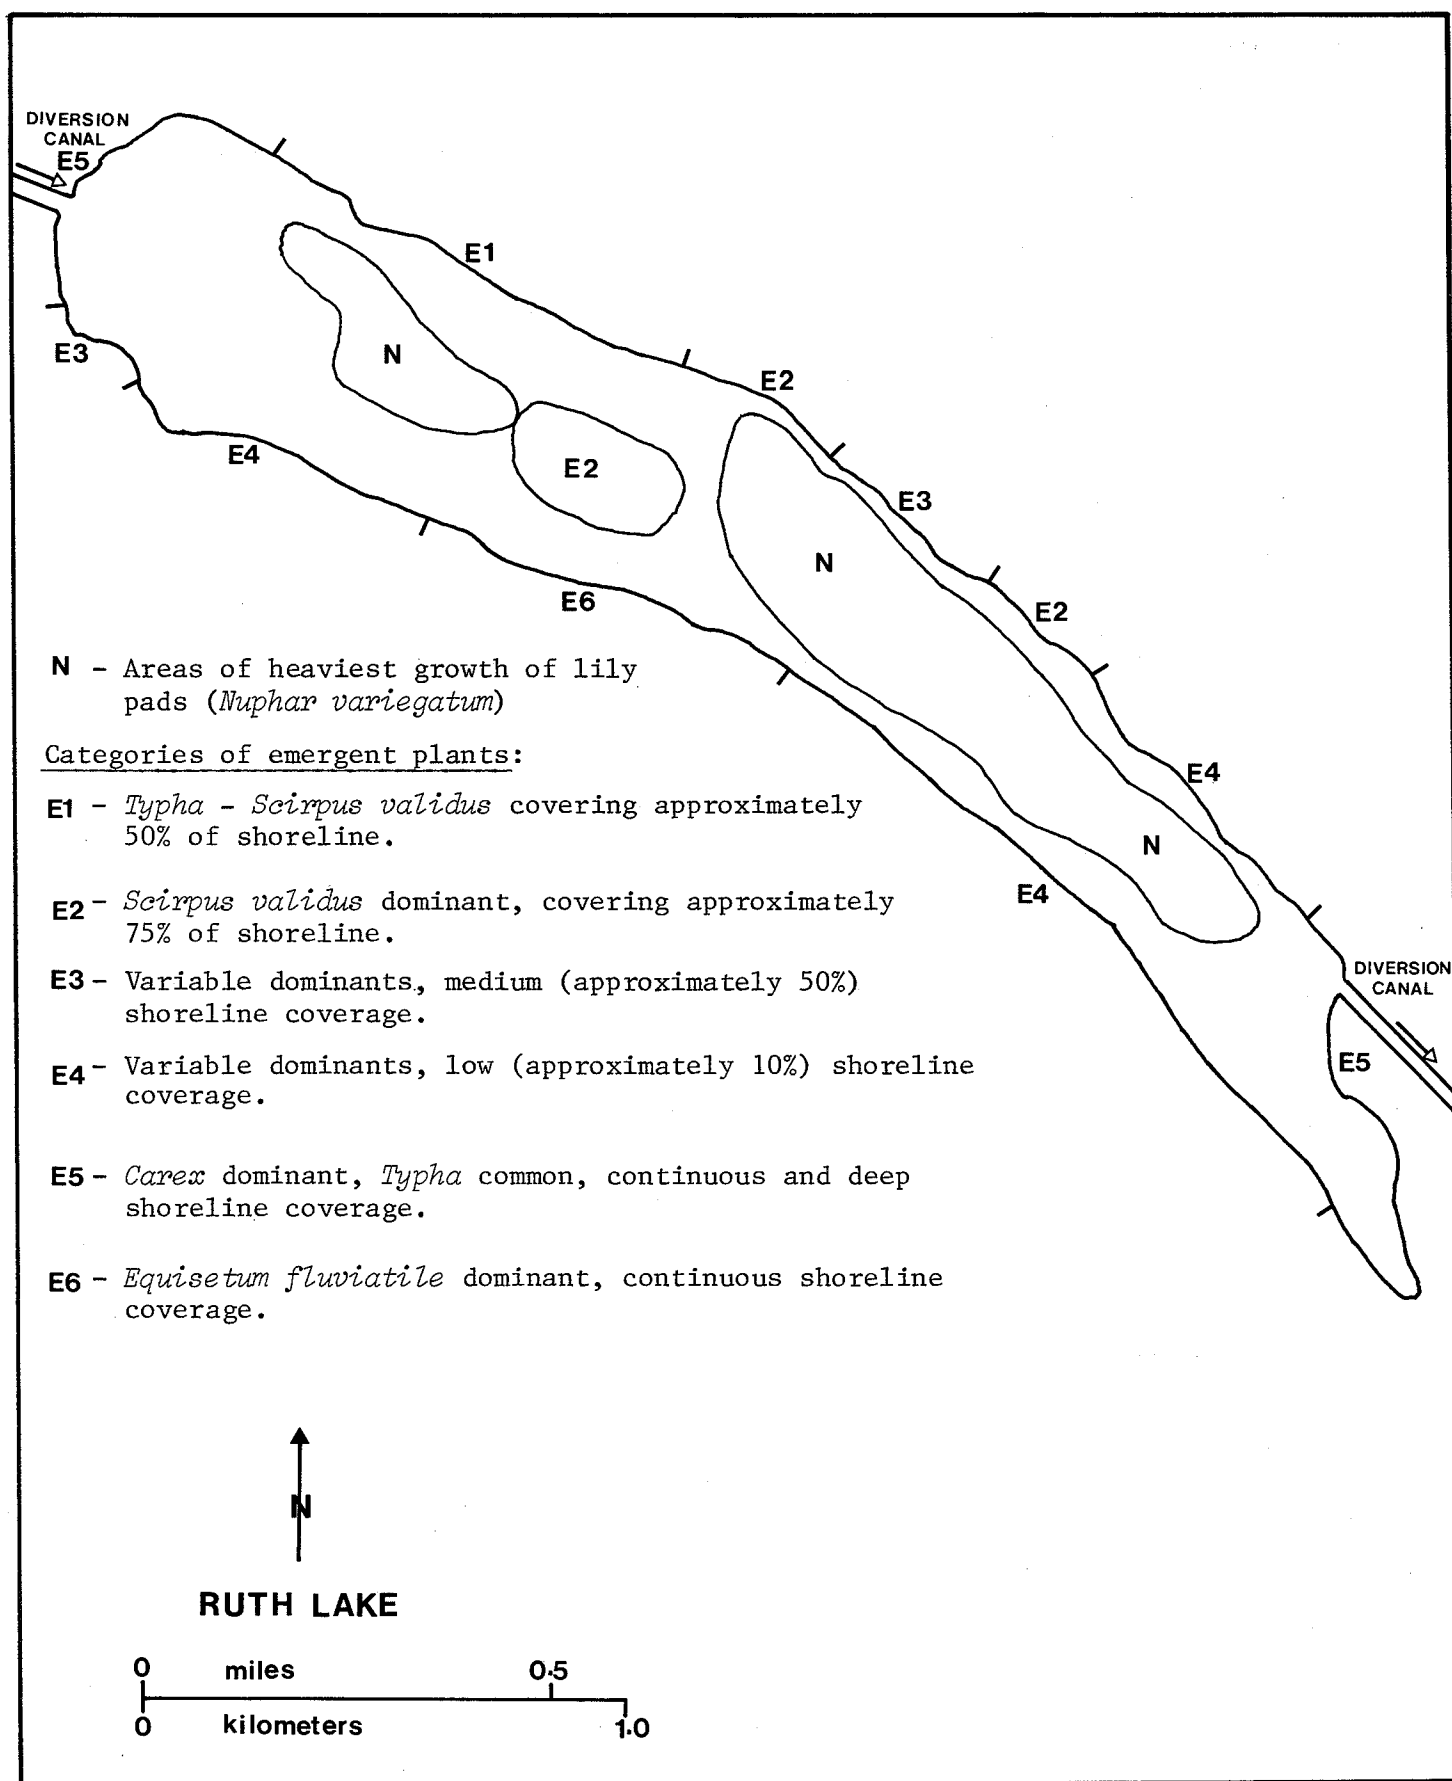 DIVERSION
CANAL
E5
E1
N
E3
E2
E4
E2
E3
N
E6
E2
E4
N
E4
DIVERSION
CANAL
E5
N - Areas of heaviest growth of lily
pads (Nuphar variegatum)
Categories of emergent plants:
E1 - Typha - Scirpus validus covering approximately
50% of shoreline.
E2 - Scirpus validus dominant, covering approximately
75% of shoreline.
E3 - Variable dominants, medium (approximately 50%)
shoreline coverage.
E4 - Variable dominants, low (approximately 10%) shoreline
coverage.
E5 - Carex dominant, Typha common, continuous and deep
shoreline coverage.
E6 - Equisetum fluviatile dominant, continuous shoreline
coverage.
N
RUTH LAKE
0 miles 0.5
0 kilometers 1.0